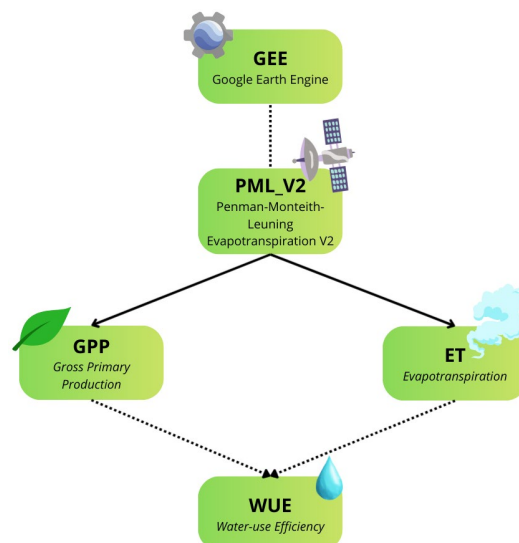 GEE
Google Earth Engine
PML_V2
Penman-Monteith-
Leuning
Evapotranspiration V2
GPP
Gross Primary
Production
ET
Evapotranspiration
WUE
Water-use Efficiency